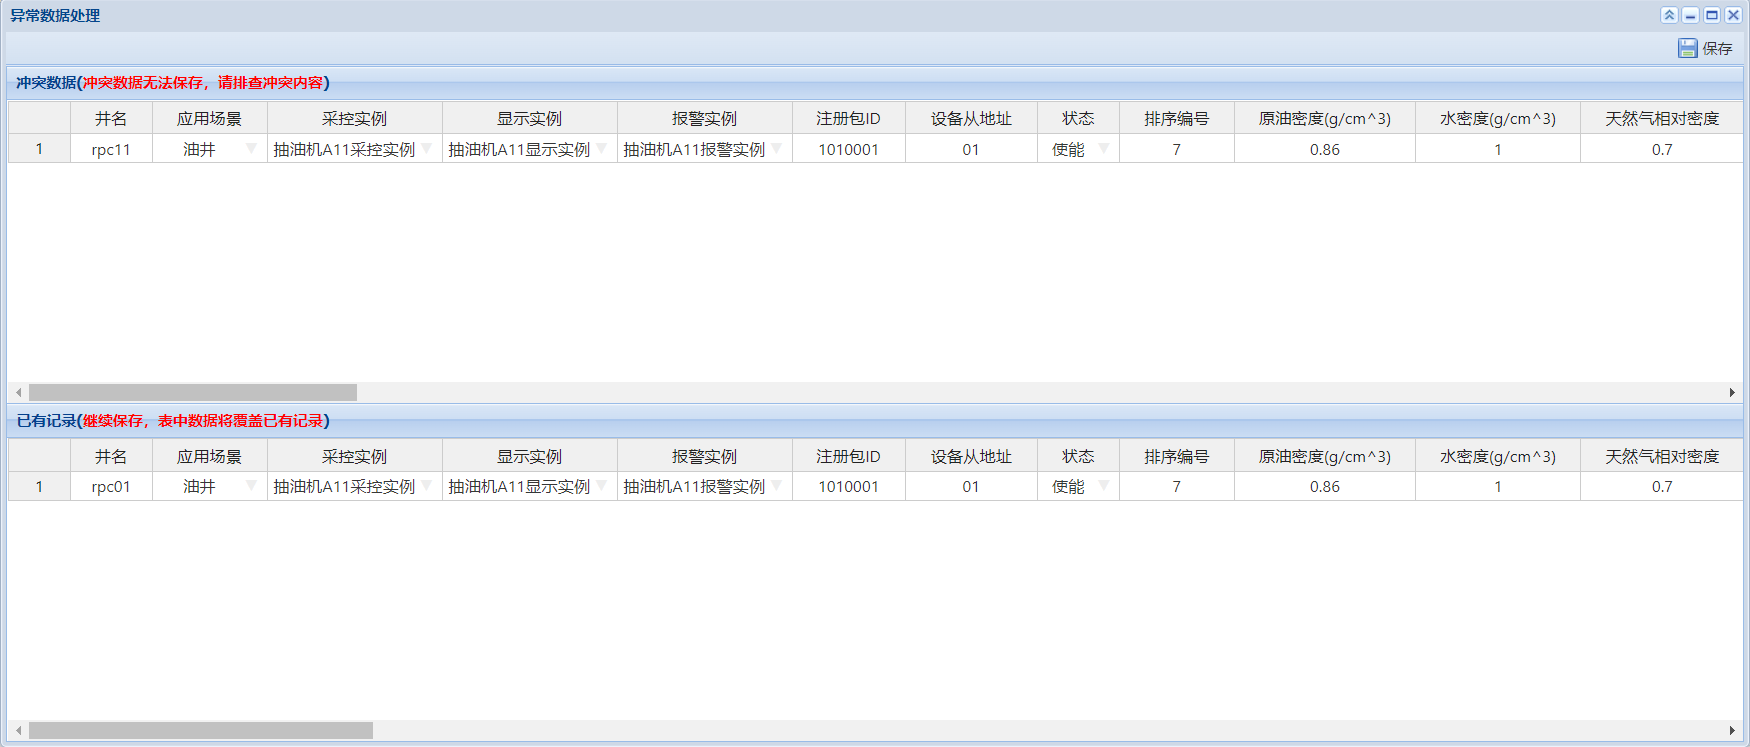 异常数据处理
保存
冲突数据(冲突数据无法保存，请排查冲突内容)
井名 应用场景 采控实例 显示实例 报警实例 注册包ID 设备从地址 状态 排序编号 原油密度(g/cm^3) 水密度(g/cm^3) 天然气相对密度
1 rpc11 油井 抽油机A11采控实例 抽油机A11显示实例 抽油机A11报警实例 1010001 01 使能 7 0.86 1 0.7
已有记录(继续保存，表中数据将覆盖已有记录)
井名 应用场景 采控实例 显示实例 报警实例 注册包ID 设备从地址 状态 排序编号 原油密度(g/cm^3) 水密度(g/cm^3) 天然气相对密度
1 rpc01 油井 抽油机A11采控实例 抽油机A11显示实例 抽油机A11报警实例 1010001 01 使能 7 0.86 1 0.7